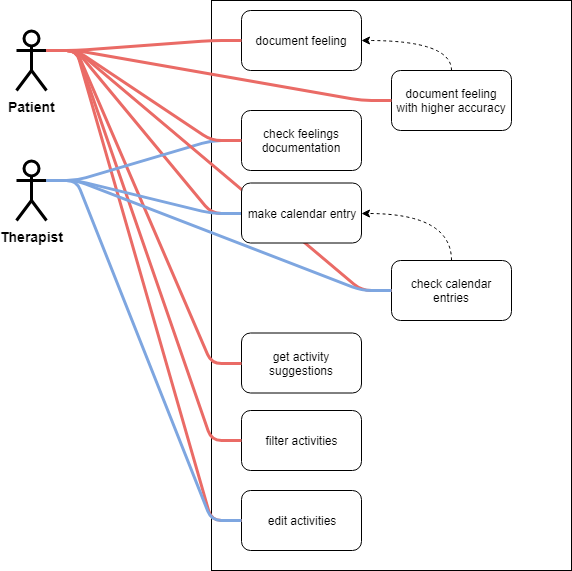 document feeling
document feeling
with higher accuracy
Patient
check feelings
documentation
make calendar entry
Therapist
check calendar
entries
get activity
suggestions
filter activities
edit activities